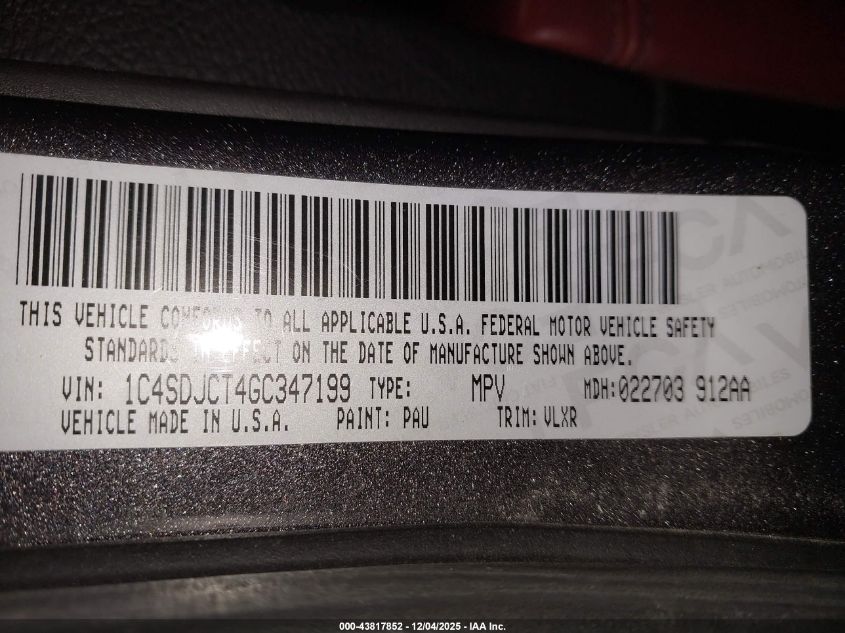 THIS VEHICLE CONFORMS TO ALL APPLICABLE U.S.A. FEDERAL MOTOR VEHICLE SAFETY
STANDARDS IN EFFECT ON THE DATE OF MANUFACTURE SHOWN ABOVE.
VIN: 1C4SDJCT4GC347199 TYPE: MPV MDH:022703 912AA
VEHICLE MADE IN U.S.A. PAINT: PAU TRIM: VLXR
000-43817852 - 12/04/2025 - IAA Inc.